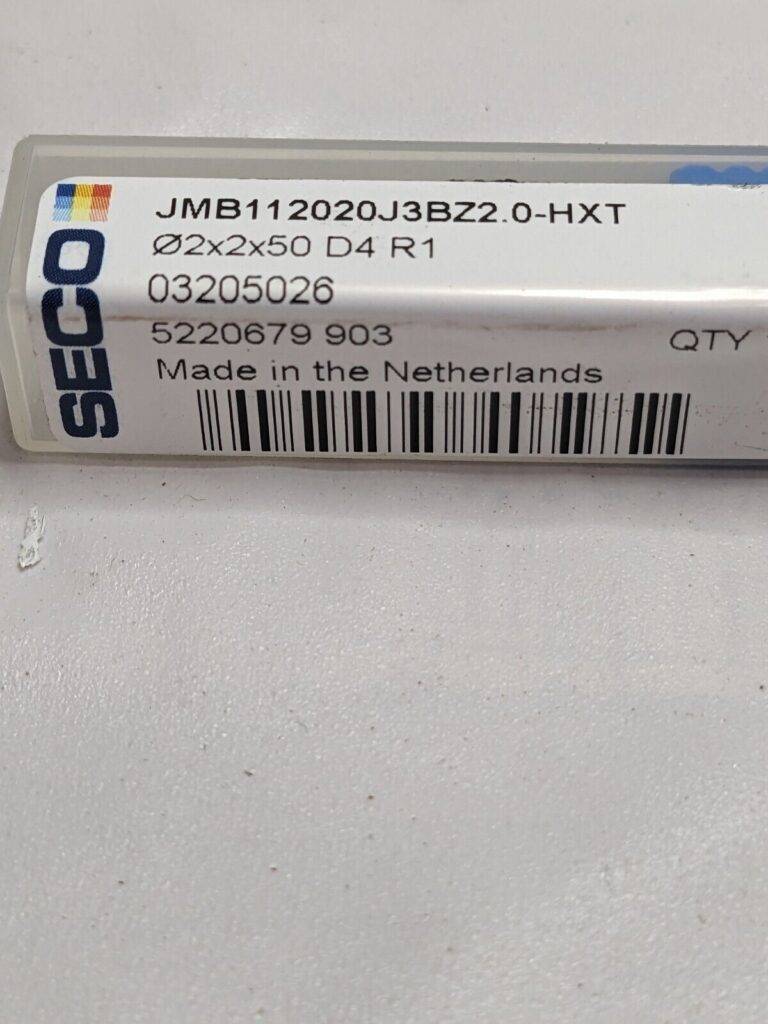 SECO
JMB112020J3BZ2.0-HXT
Ø2x2x50 D4 R1
03205026
5220679 903
QTY
Made in the Netherlands